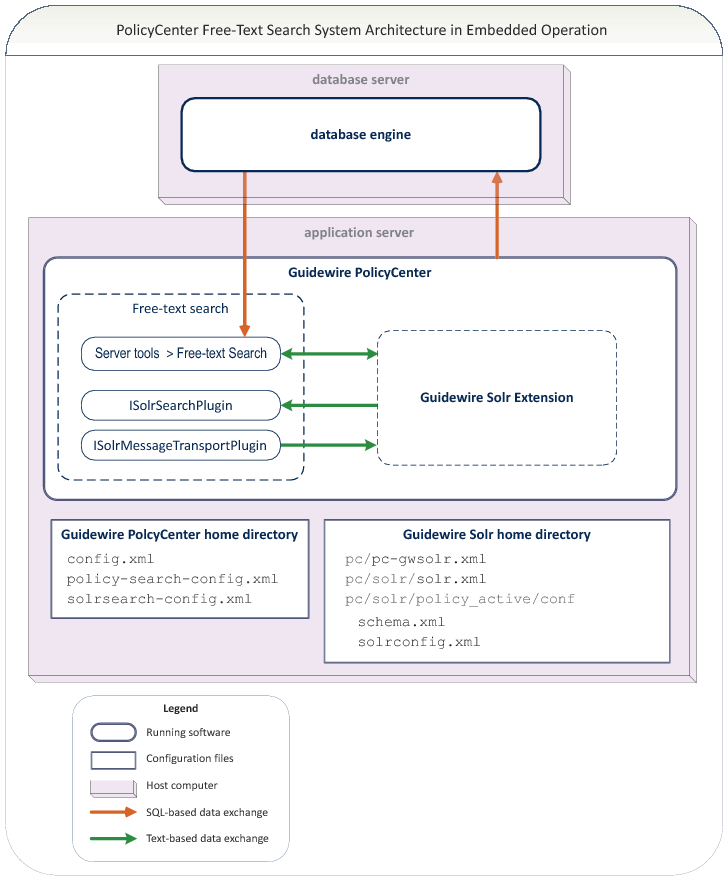 PolicyCenter Free-Text Search System Architecture in Embedded Operation
database server
database engine
application server
Guidewire PolicyCenter
Free-text search
Server tools > Free-text Search
ISolrSearchPlugin
ISolrMessageTransportPlugin
Guidewire Solr Extension
Guidewire PolcyCenter home directory
config.xml
policy-search-config.xml
solrsearch-config.xml
Guidewire Solr home directory
pc/pc-gwsolr.xml
pc/solr/solr.xml
pc/solr/policy_active/conf
schema.xml
solrconfig.xml
Legend
Running software
Configuration files
Host computer
SQL-based data exchange
Text-based data exchange